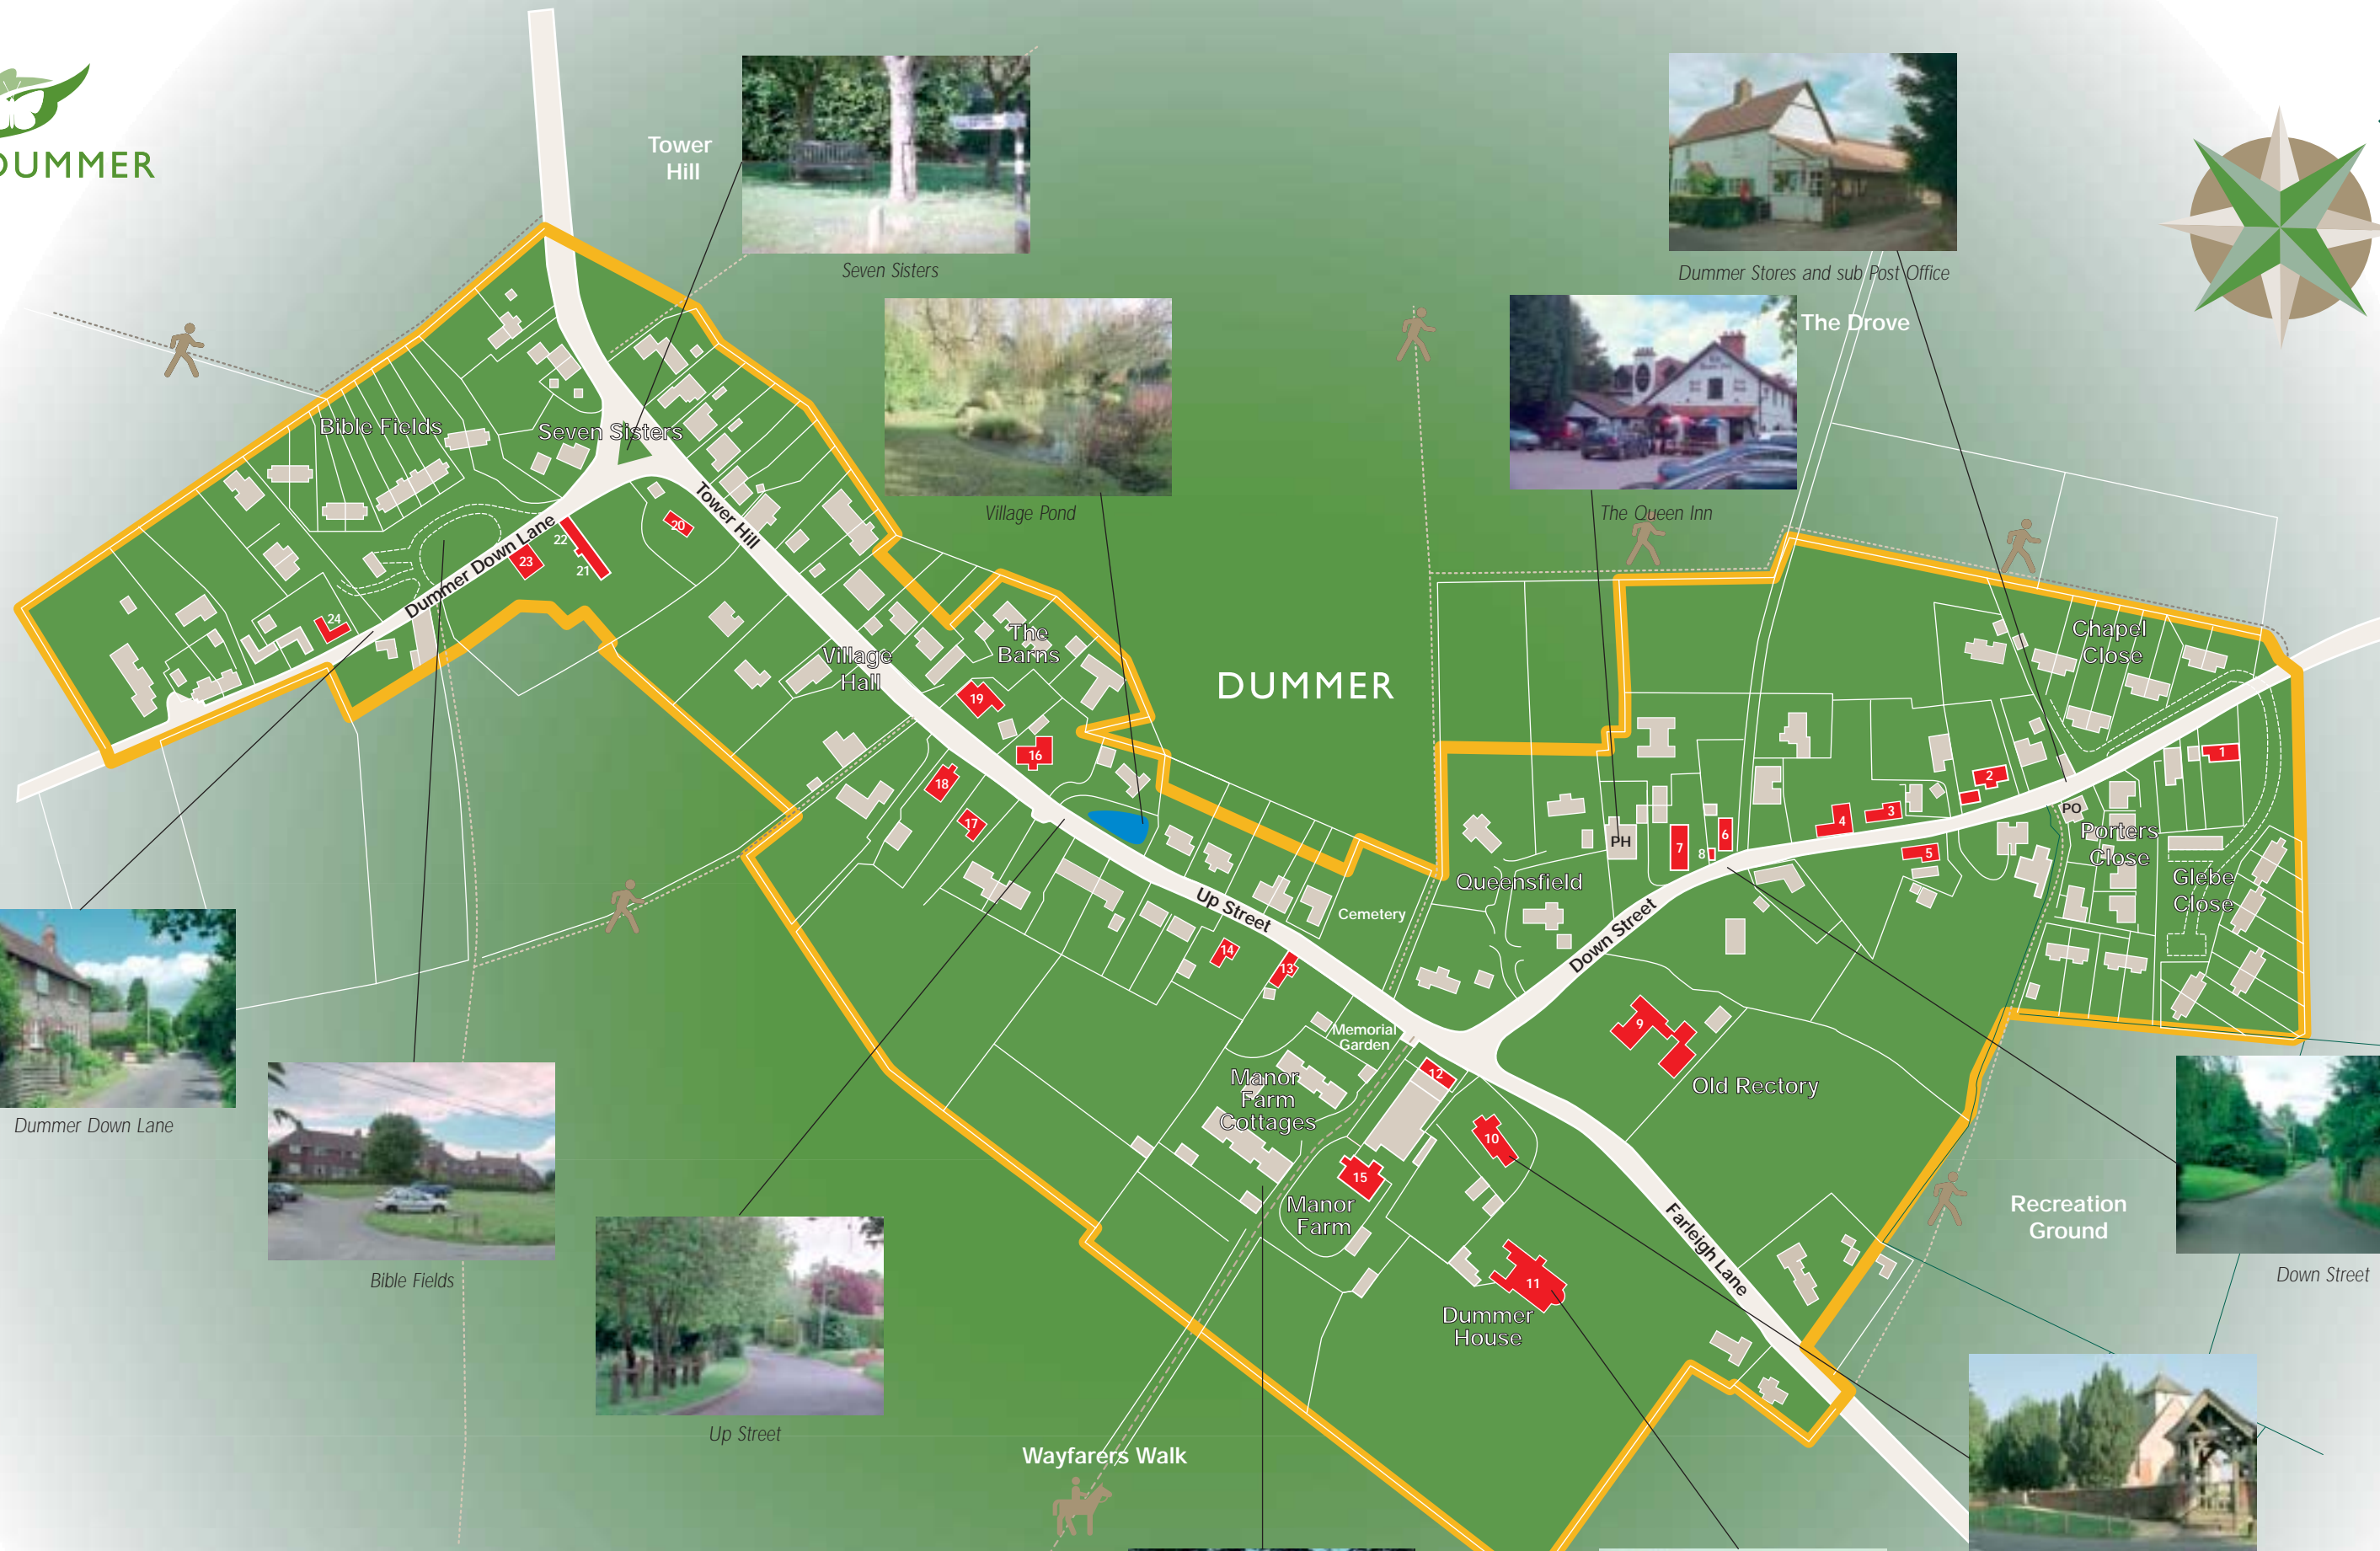 DUMMER
Tower
Hill
Seven Sisters
Dummer Stores and sub Post Office
The Drove
Village Pond
The Queen Inn
Bible Fields
Seven Sisters
Tower Hill
20
22
21
23
Dummer Down Lane
24
Village
Hall
The
Barns
19
16
18
17
DUMMER
Chapel
Close
1
2
3
4
5
6
7
8
PH
PO
Porters
Close
Glebe
Close
Queensfield
Cemetery
Up Street
Down Street
14
13
Memorial
Garden
9
Old Rectory
12
10
15
Manor
Farm
Cottages
Manor
Farm
11
Dummer
House
Farleigh Lane
Recreation
Ground
Dummer Down Lane
Bible Fields
Up Street
Down Street
Wayfarers Walk